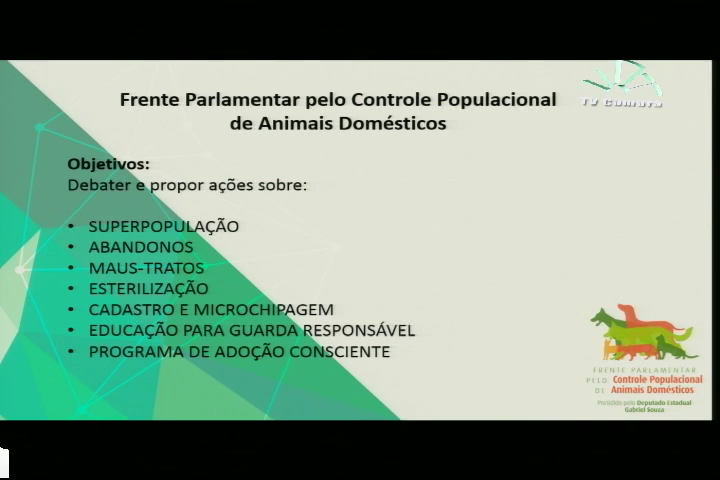 TV Câmara
Frente Parlamentar pelo Controle Populacional
de Animais Domésticos
Objetivos:
Debater e propor ações sobre:
• SUPERPOPULAÇÃO
• ABANDONOS
• MAUS-TRATOS
• ESTERILIZAÇÃO
• CADASTRO E MICROCHIPAGEM
• EDUCAÇÃO PARA GUARDA RESPONSÁVEL
• PROGRAMA DE ADOÇÃO CONSCIENTE
FRENTE PARLAMENTAR
PELO Controle Populacional
DE Animais Domésticos
Presidido pelo Deputado Estadual
Gabriel Souza